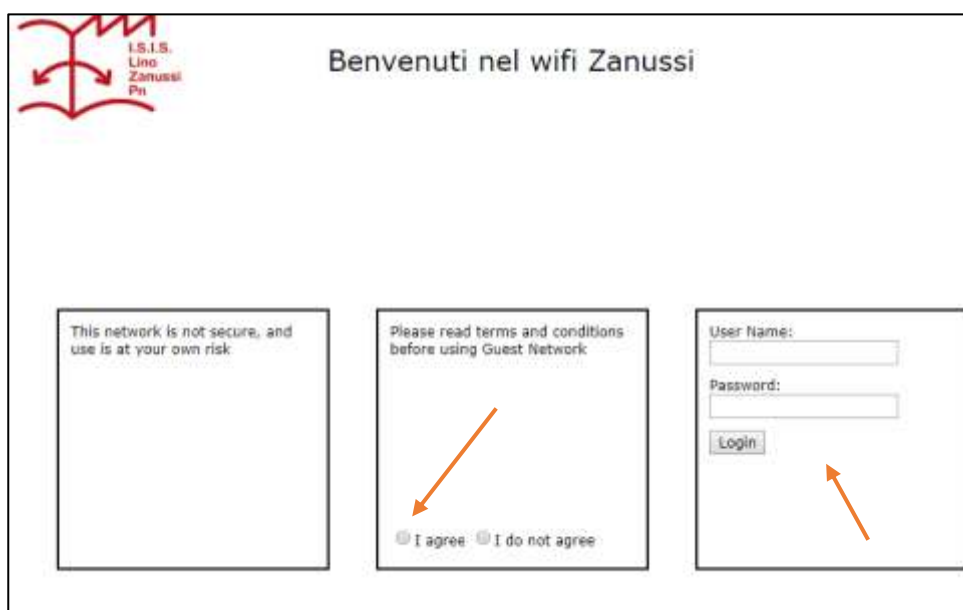 I.S.I.S.
Lino
Zanussi
Pn
Benvenuti nel wifi Zanussi
This network is not secure, and
use is at your own risk
Please read terms and conditions
before using Guest Network
I agree I do not agree
User Name:
Password:
Login